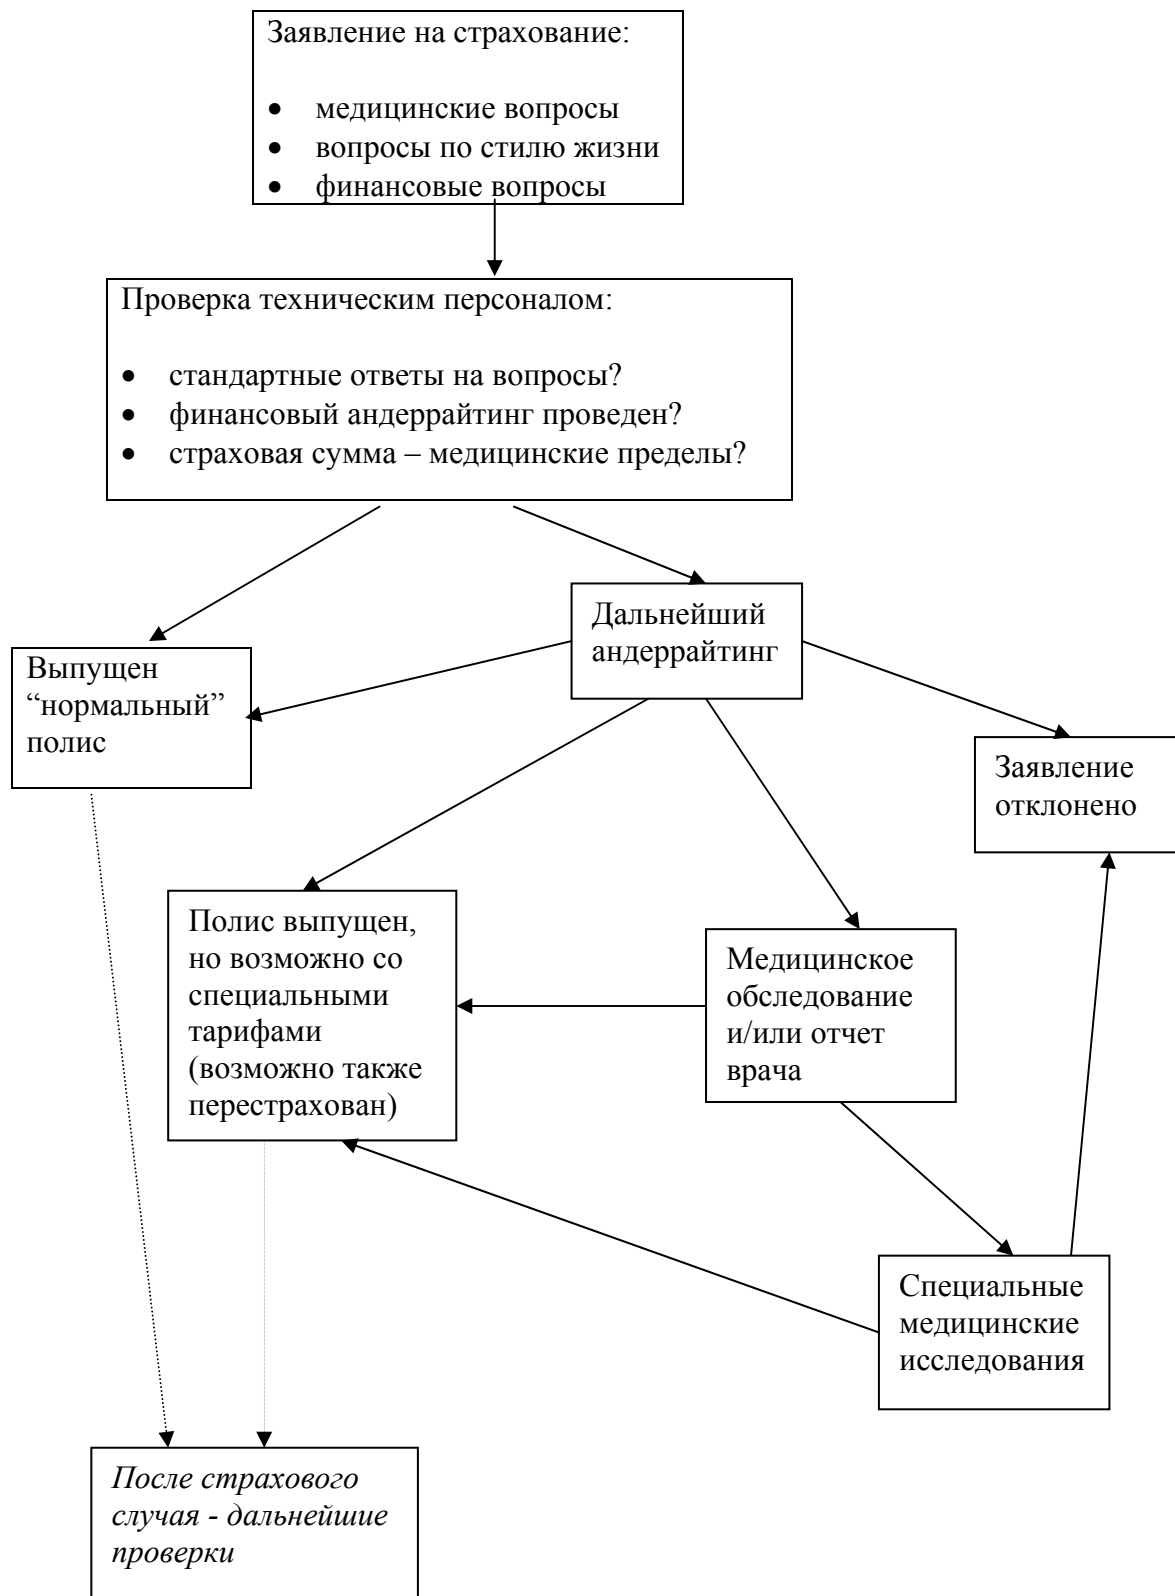 Заявление на страхование:
• медицинские вопросы
• вопросы по стилю жизни
• финансовые вопросы
Проверка техническим персоналом:
• стандартные ответы на вопросы?
• финансовый андеррайтинг проведен?
• страховая сумма – медицинские пределы?
Дальнейший
андеррайтинг
Выпущен
“нормальный”
полис
Заявление
отклонено
Полис выпущен,
но возможно со
специальными
тарифами
(возможно также
перестрахован)
Медицинское
обследование
и/или отчет
врача
Специальные
медицинские
исследования
После страхового
случая - дальнейшие
проверки